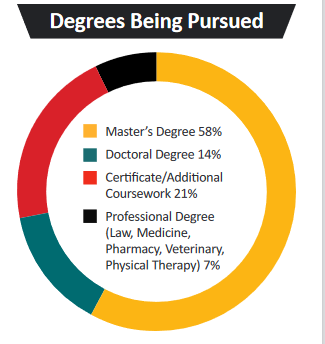 Degrees Being Pursued
Master's Degree 58%
Doctoral Degree 14%
Certificate/Additional
Coursework 21%
Professional Degree
(Law, Medicine,
Pharmacy, Veterinary,
Physical Therapy) 7%